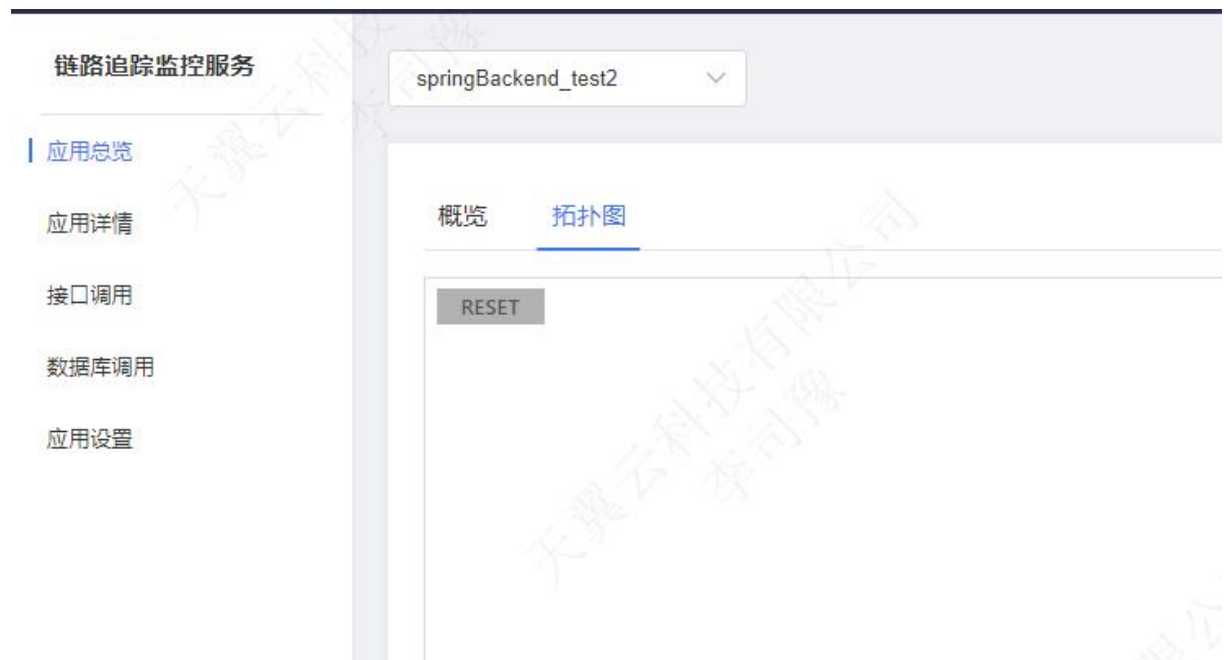 链路追踪监控服务
springBackend_test2
应用总览
应用详情
接口调用
数据库调用
应用设置
概览 拓扑图
RESET
天翼云科技有限公司
李司豫